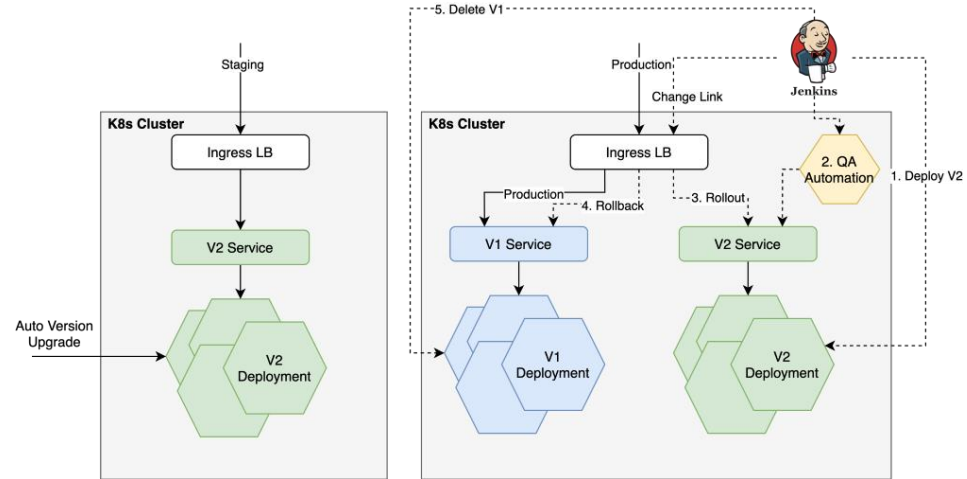 5. Delete V1
Staging
Production
Change Link
Jenkins
K8s Cluster
Ingress LB
V2 Service
Auto Version
Upgrade
V2
Deployment
K8s Cluster
Ingress LB
2. QA
Automation
1. Deploy V2
Production
4. Rollback
3. Rollout
V1 Service
V2 Service
V1
Deployment
V2
Deployment